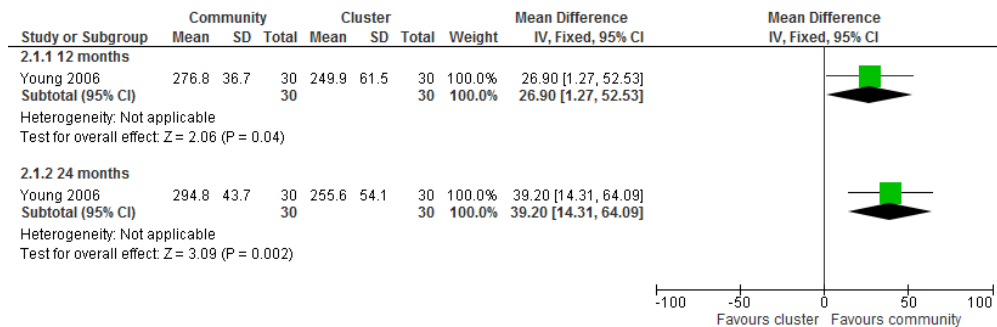 Community Cluster Mean Difference Mean Difference
Study or Subgroup Mean SD Total Mean SD Total Weight IV, Fixed, 95% CI IV, Fixed, 95% CI
2.1.1 12 months
Young 2006 276.8 36.7 30 249.9 61.5 30 100.0% 26.90 [1.27, 52.53]
Subtotal (95% CI) 30 30 100.0% 26.90 [1.27, 52.53]
Heterogeneity: Not applicable
Test for overall effect: Z = 2.06 (P = 0.04)
2.1.2 24 months
Young 2006 294.8 43.7 30 255.6 54.1 30 100.0% 39.20 [14.31, 64.09]
Subtotal (95% CI) 30 30 100.0% 39.20 [14.31, 64.09]
Heterogeneity: Not applicable
Test for overall effect: Z = 3.09 (P = 0.002)
-100 -50 0 50 100
Favours cluster Favours community